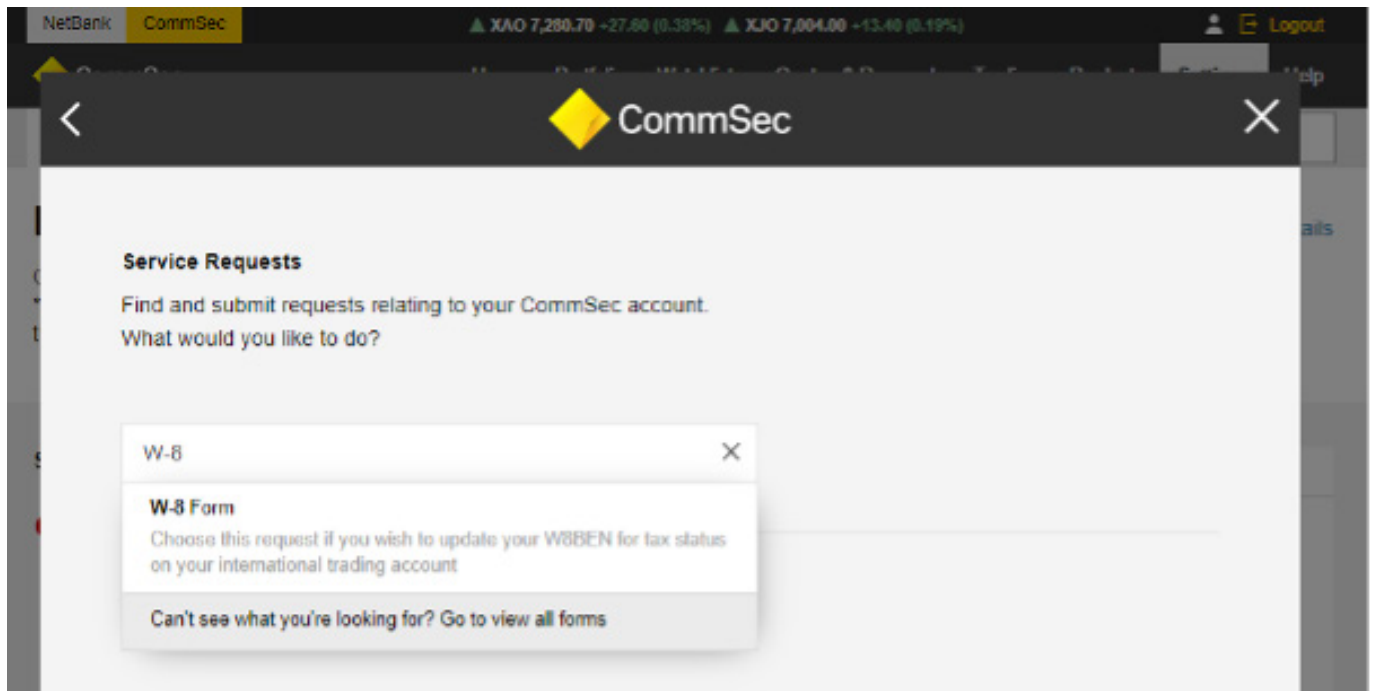 NetBank CommSec ▲ XAO 7,280.70 +27.60 (0.38%) ▲ XJO 7,004.00 +13.40 (0.19%) Logout
Help
CommSec
ails
Service Requests
Find and submit requests relating to your CommSec account.
What would you like to do?
W-8
W-8 Form
Choose this request if you wish to update your W8BEN for tax status
on your international trading account
Can't see what you're looking for? Go to view all forms